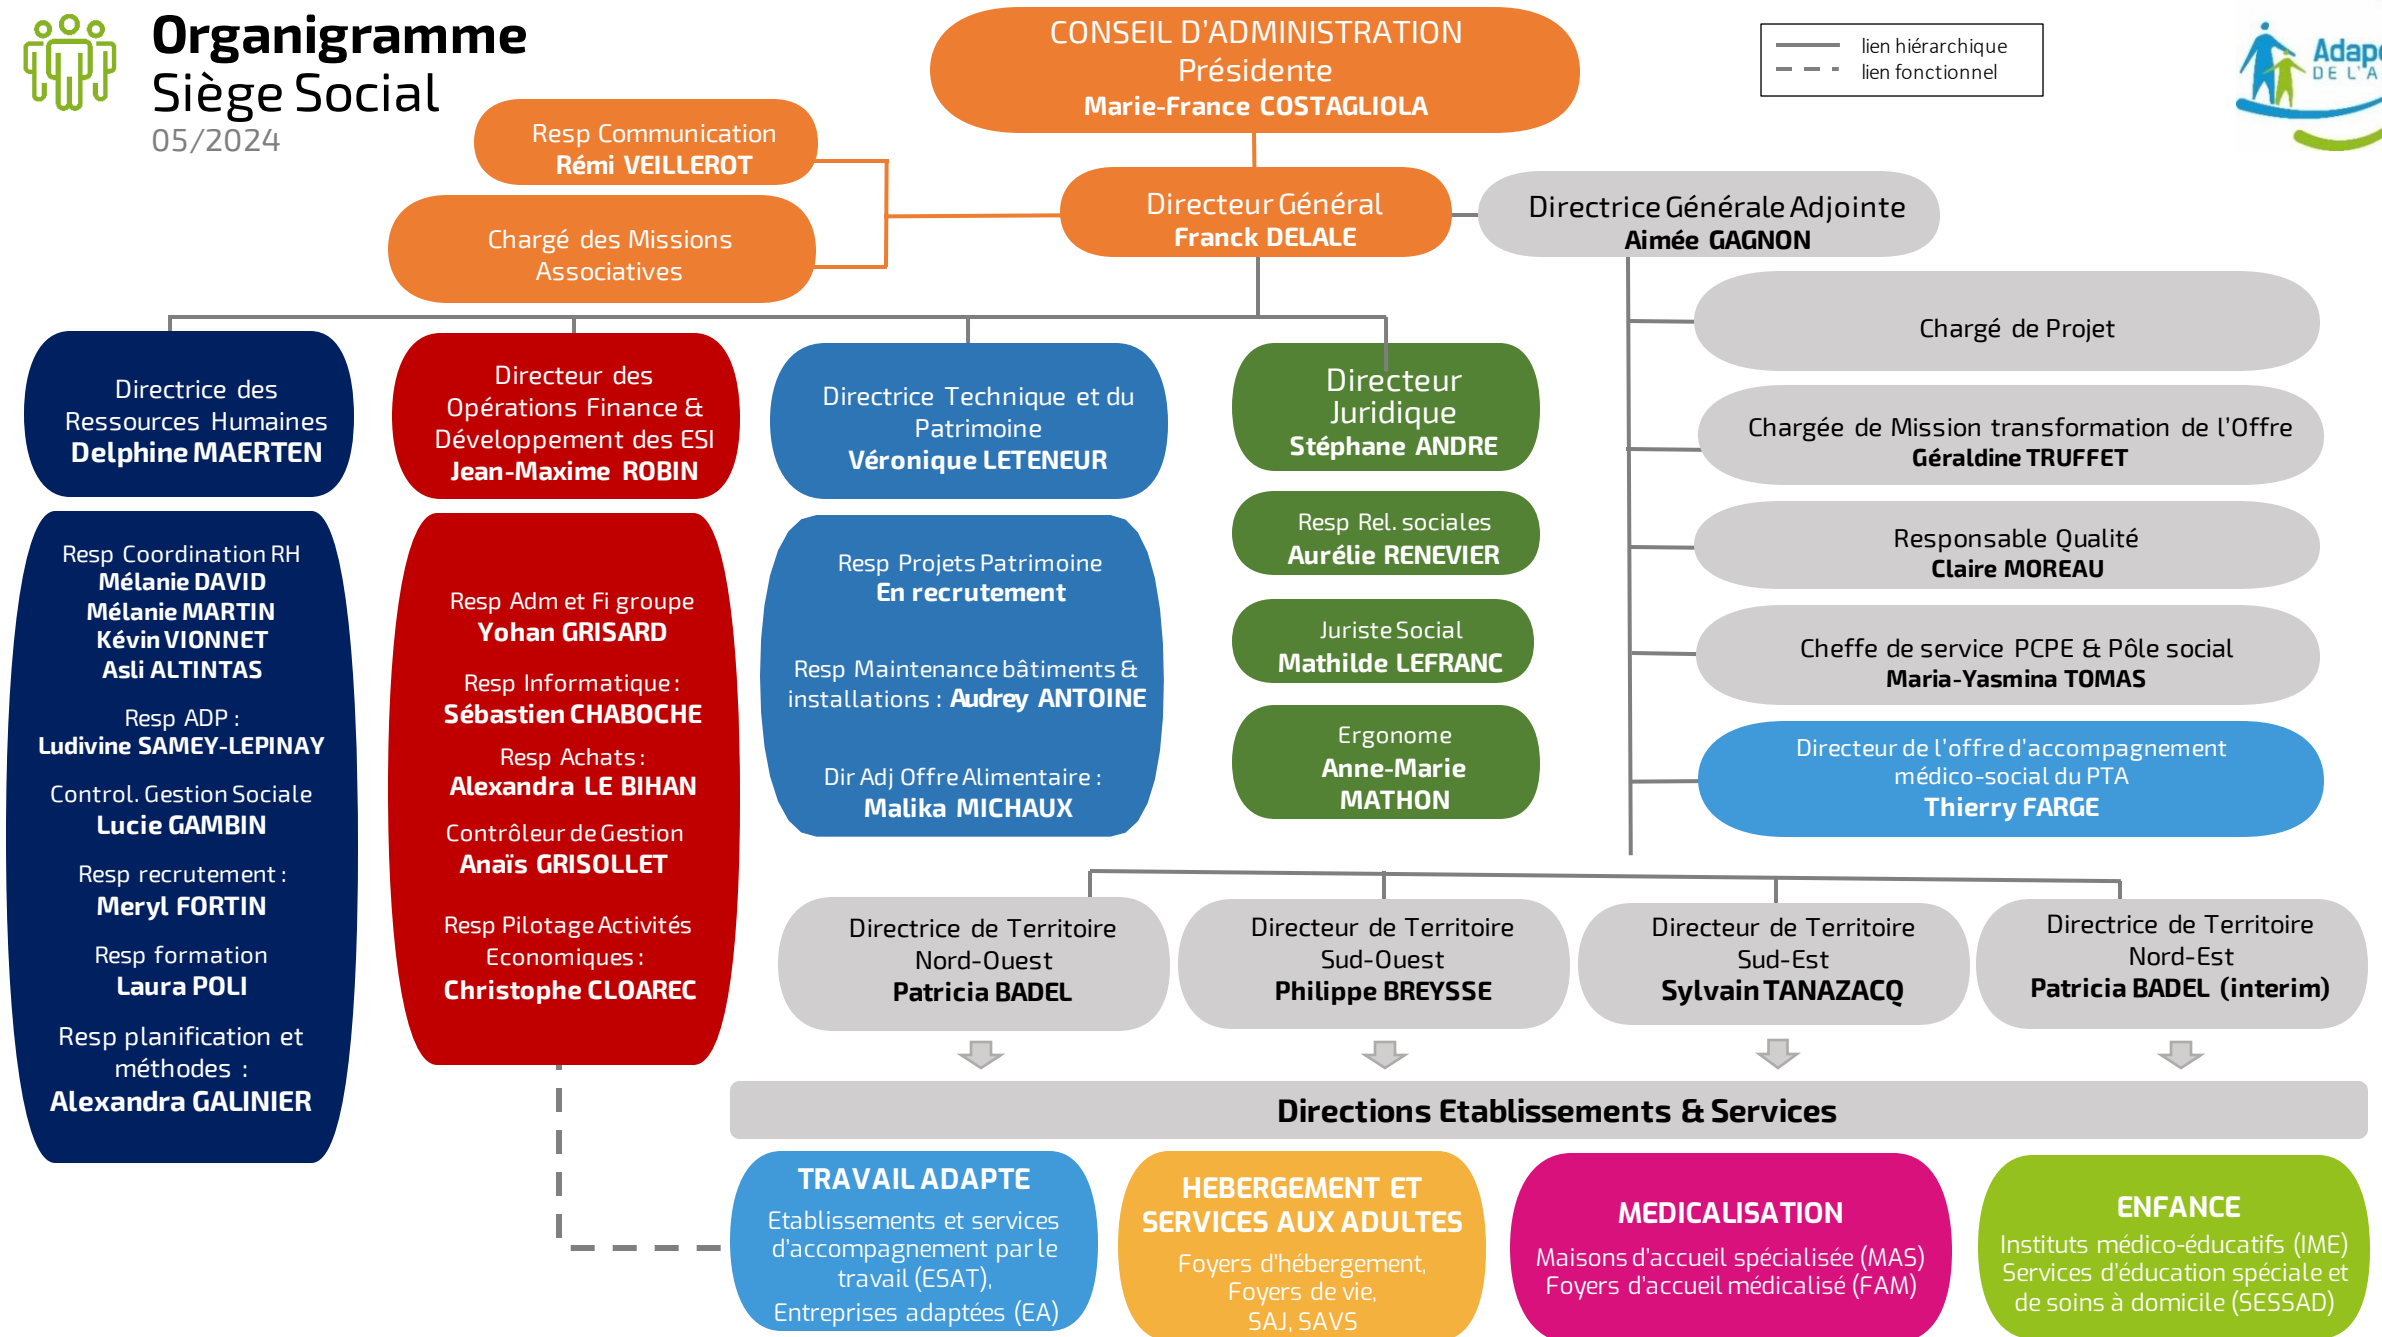 Organigramme
Siège Social
05/2024
CONSEIL D'ADMINISTRATION
Présidente
Marie-France COSTAGLIOLA
lien hiérarchique
lien fonctionnel
DE L'A
Resp Communication
Rémi VEILLEROT
Chargé des Missions
Associatives
Directeur Général
Franck DELALE
Directrice Générale Adjointe
Aimée GAGNON
Directrice des
Ressources Humaines
Delphine MAERTEN
Directeur des
Opérations Finance &
Développement des ESI
Jean-Maxime ROBIN
Directrice Technique et du
Patrimoine
Véronique LETENEUR
Directeur
Juridique
Stéphane ANDRE
Chargé de Projet
Chargée de Mission transformation de l'Offre
Géraldine TRUFFET
Responsable Qualité
Claire MOREAU
Cheffe de service PCPE & Pôle social
Maria-Yasmina TOMAS
Directeur de l'offre d'accompagnement
médico-social du PTA
Thierry FARGE
Resp Coordination RH
Mélanie DAVID
Mélanie MARTIN
Kévin VIONNET
Asli ALTINTAS
Resp ADP :
Ludivine SAMEY-LEPINAY
Control. Gestion Sociale
Lucie GAMBIN
Resp recrutement :
Meryl FORTIN
Resp formation
Laura POLI
Resp planification et
méthodes :
Alexandra GALINIER
Resp Adm et Fi groupe
Yohan GRISARD
Resp Informatique :
Sébastien CHABOCHE
Resp Achats :
Alexandra LE BIHAN
Contrôleur de Gestion
Anaïs GRISOLLET
Resp Pilotage Activités
Economiques :
Christophe CLOAREC
Resp Projets Patrimoine
En recrutement
Resp Maintenance bâtiments &
installations : Audrey ANTOINE
Dir Adj Offre Alimentaire :
Malika MICHAUX
Resp Rel. sociales
Aurélie RENEVIER
Juriste Social
Mathilde LEFRANC
Ergonome
Anne-Marie
MATHON
Directrice de Territoire
Nord-Ouest
Patricia BADEL
Directeur de Territoire
Sud-Ouest
Philippe BREYSSE
Directeur de Territoire
Sud-Est
Sylvain TANAZACQ
Directrice de Territoire
Nord-Est
Patricia BADEL (interim)
Directions Etablissements & Services
TRAVAIL ADAPTE
Etablissements et services
d'accompagnement par le
travail (ESAT),
Entreprises adaptées (EA)
HEBERGEMENT ET
SERVICES AUX ADULTES
Foyers d'hébergement,
Foyers de vie,
SAJ, SAVS
MEDICALISATION
Maisons d'accueil spécialisée (MAS)
Foyers d'accueil médicalisé (FAM)
ENFANCE
Instituts médico-éducatifs (IME)
Services d'éducation spéciale et
de soins à domicile (SESSAD)